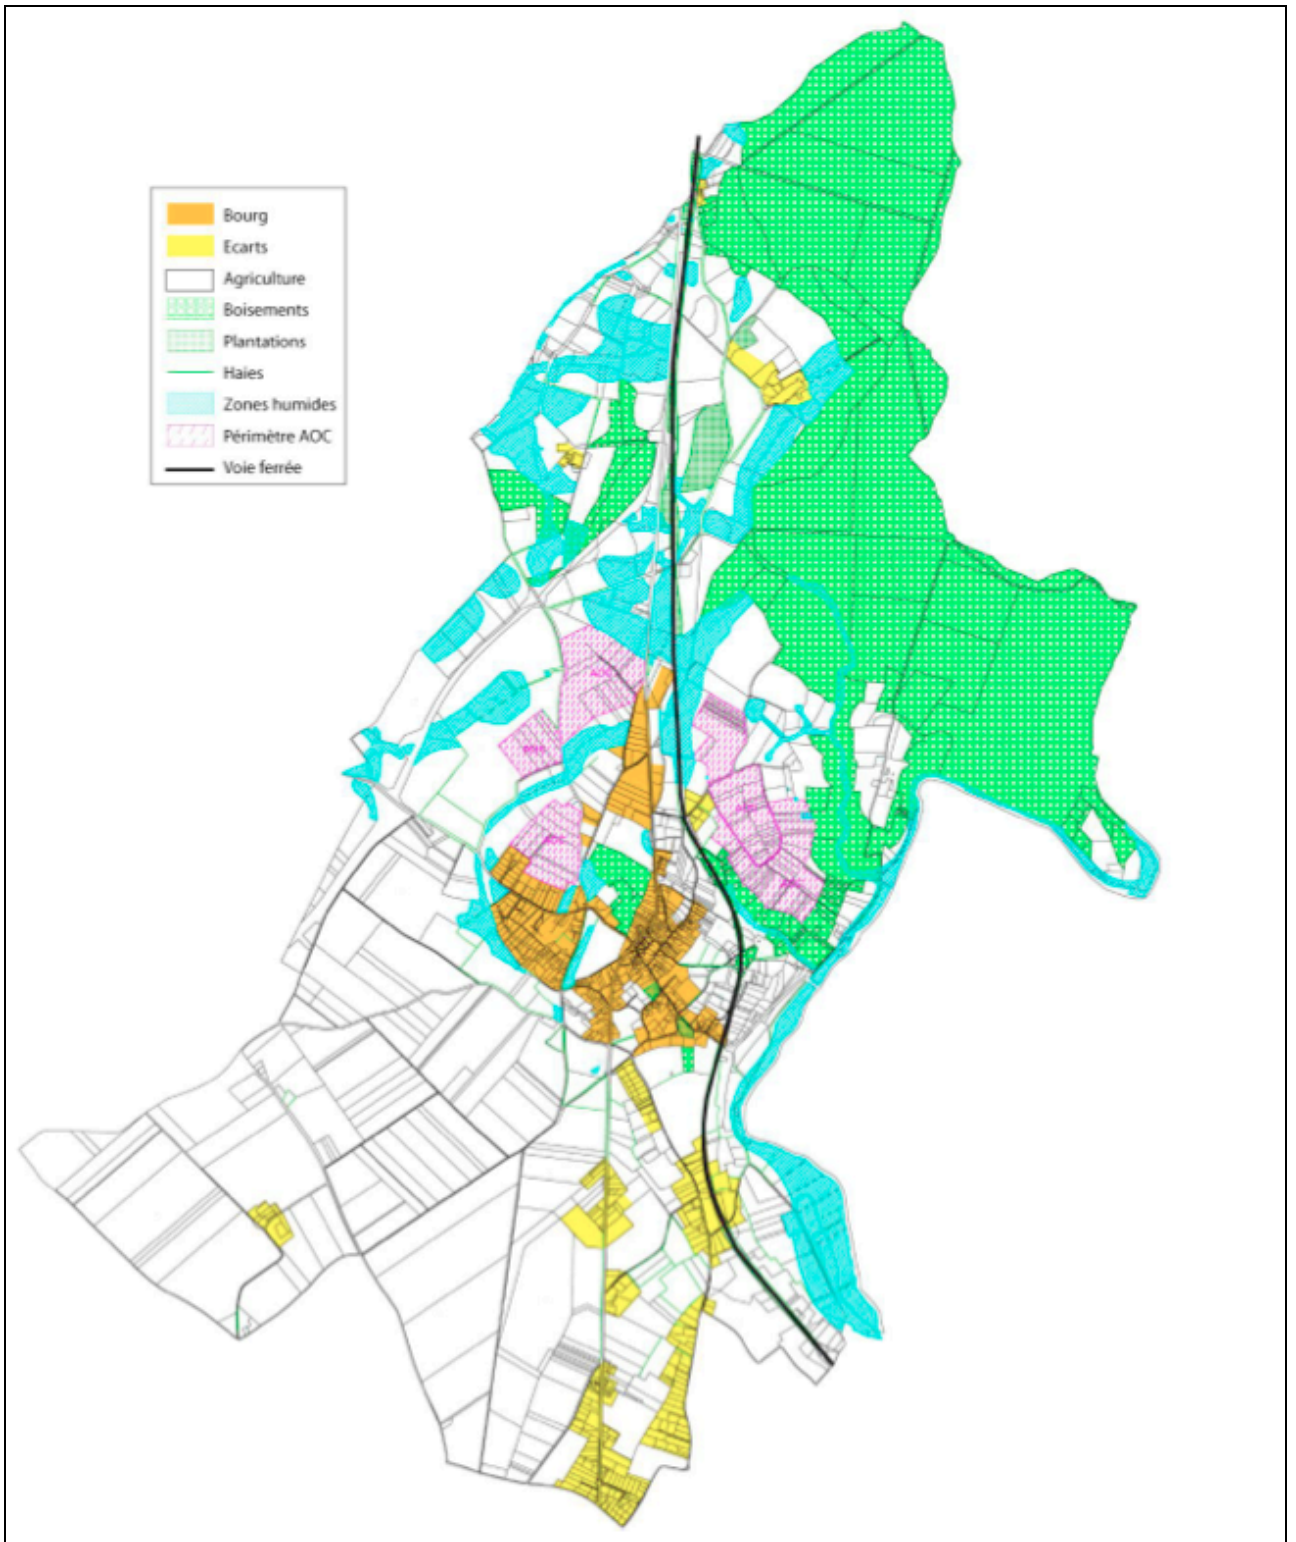 Bourg
Ecarts
Agriculture
Boisements
Plantations
Haies
Zones humides
Périmètre AOC
Voie ferrée